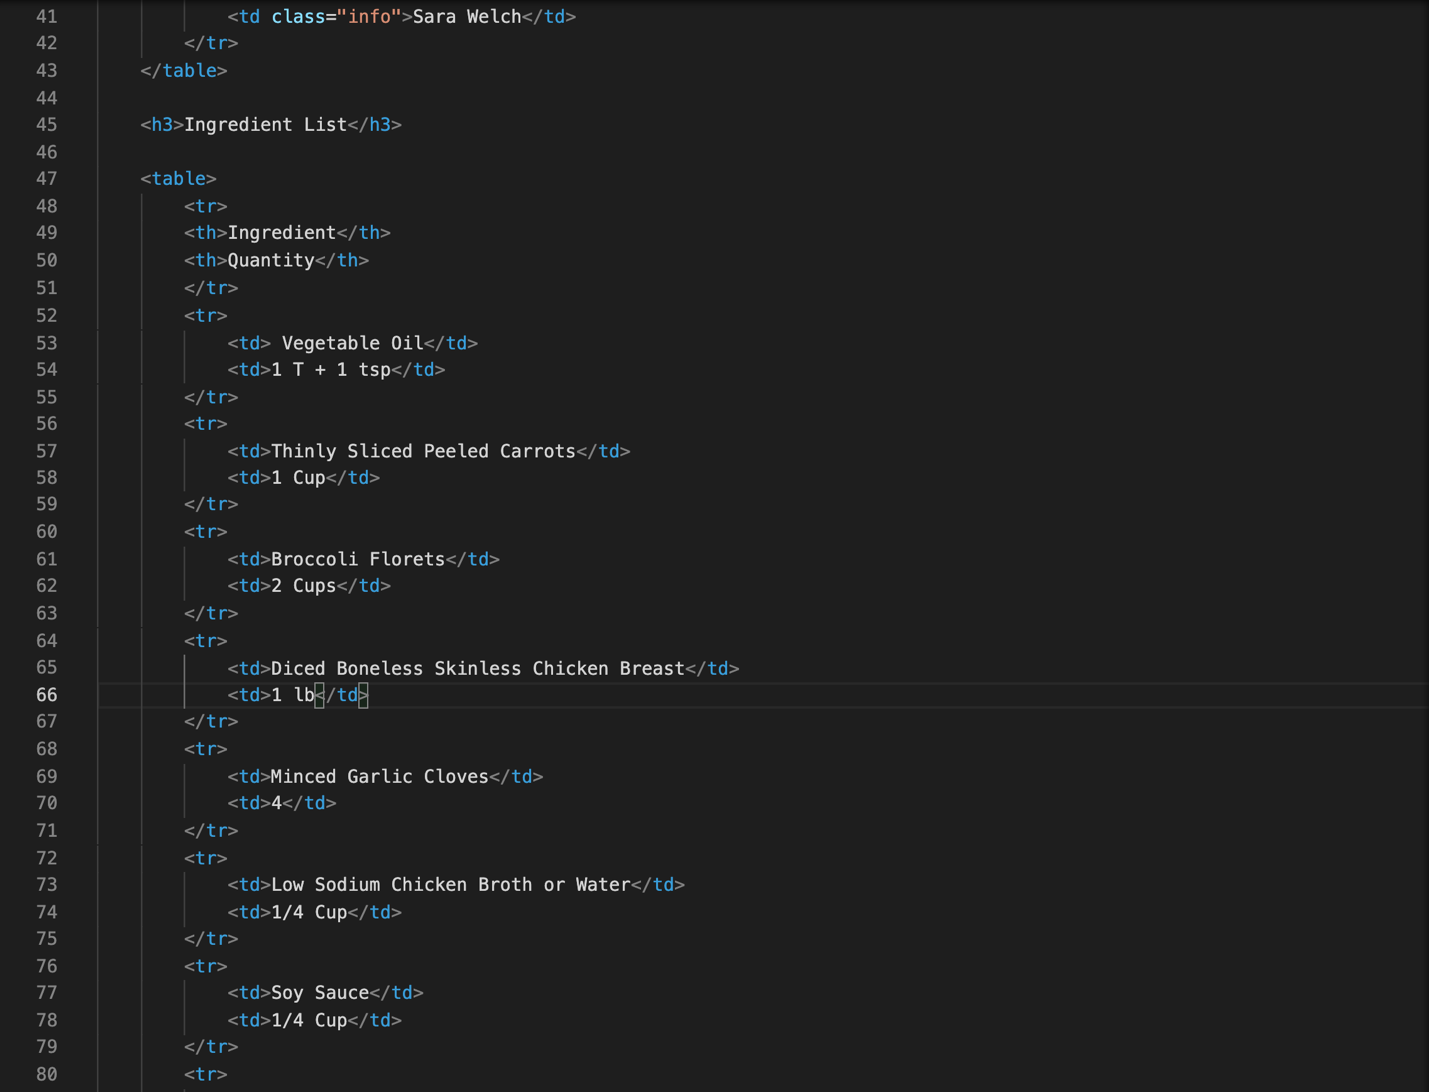 41 <td class="info">Sara Welch</td>
42 </tr>
43 </table>
44
45 <h3>Ingredient List</h3>
46
47 <table>
48 <tr>
49 <th>Ingredient</th>
50 <th>Quantity</th>
51 </tr>
52 <tr>
53 <td> Vegetable Oil</td>
54 <td>1 T + 1 tsp</td>
55 </tr>
56 <tr>
57 <td>Thinly Sliced Peeled Carrots</td>
58 <td>1 Cup</td>
59 </tr>
60 <tr>
61 <td>Broccoli Florets</td>
62 <td>2 Cups</td>
63 </tr>
64 <tr>
65 <td>Diced Boneless Skinless Chicken Breast</td>
66 <td>1 lb</td>
67 </tr>
68 <tr>
69 <td>Minced Garlic Cloves</td>
70 <td>4</td>
71 </tr>
72 <tr>
73 <td>Low Sodium Chicken Broth or Water</td>
74 <td>1/4 Cup</td>
75 </tr>
76 <tr>
77 <td>Soy Sauce</td>
78 <td>1/4 Cup</td>
79 </tr>
80 <tr>